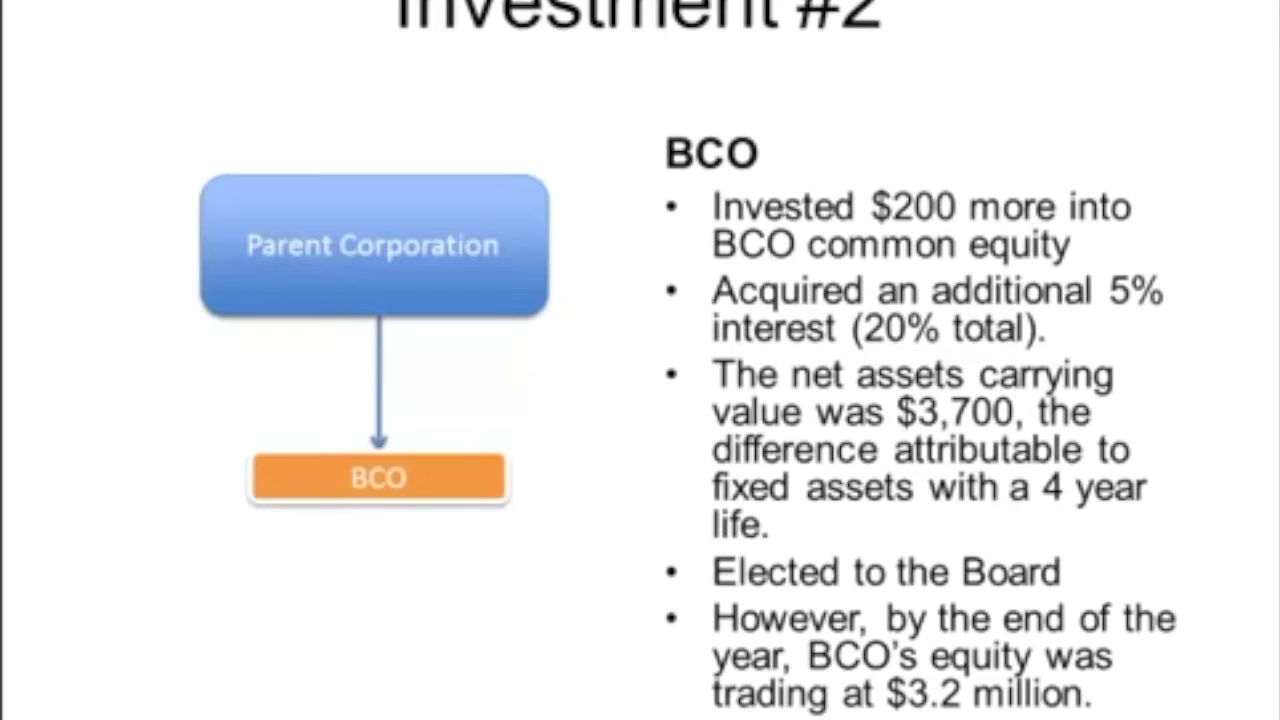 Investment #2
Parent Corporation
BCO
BCO
• Invested $200 more into
BCO common equity
• Acquired an additional 5%
interest (20% total).
• The net assets carrying
value was $3,700, the
difference attributable to
fixed assets with a 4 year
life.
• Elected to the Board
• However, by the end of the
year, BCO’s equity was
trading at $3.2 million.